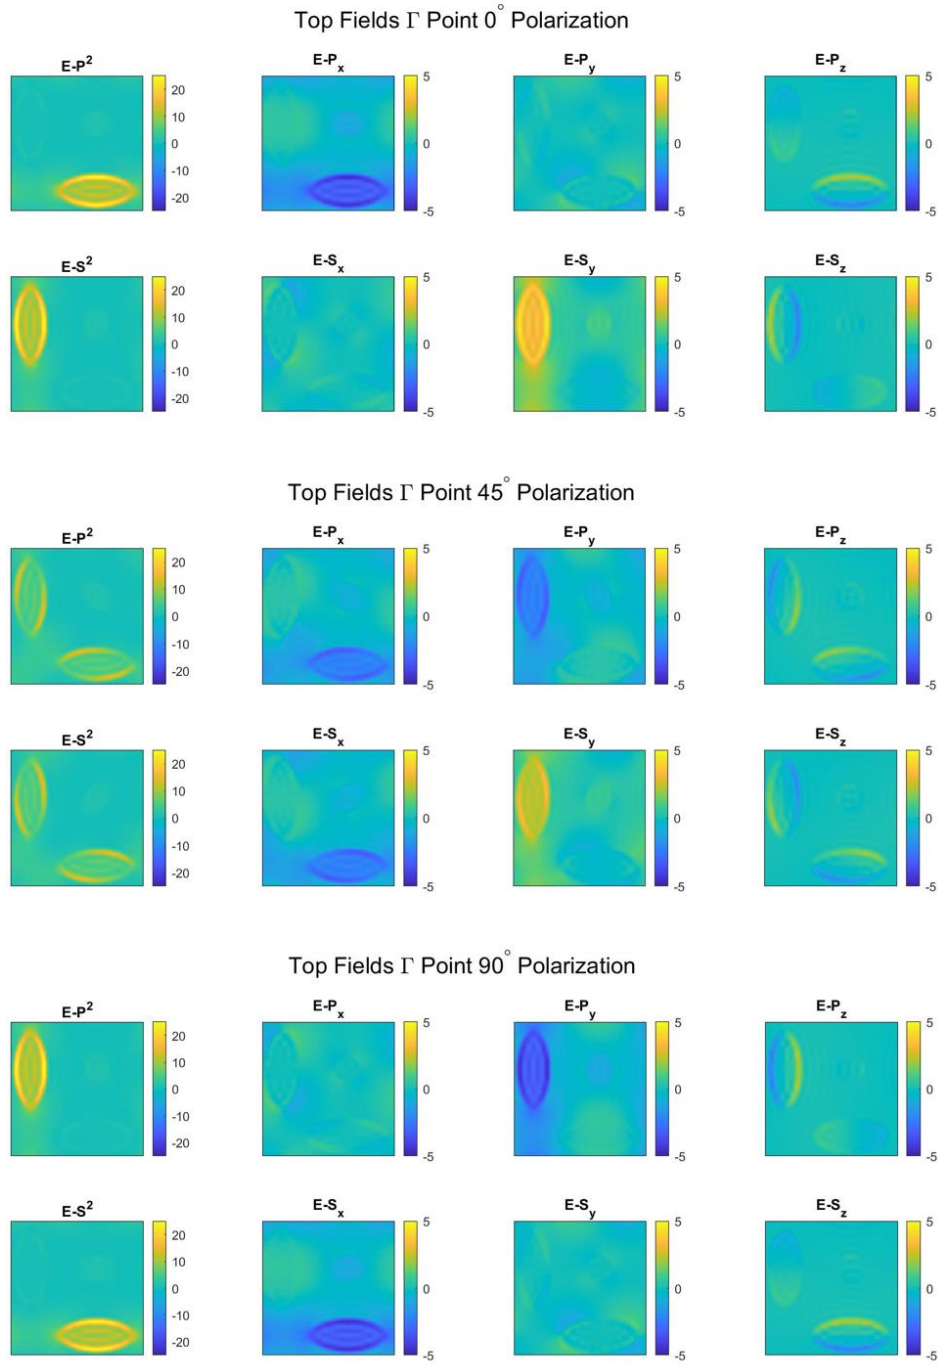 Top Fields Γ Point 0° Polarization
E-P² E-Pₓ E-P_y E-P_z
20 5 5 5
10
0 0 0 0
-10
-20
-5 -5 -5
E-S² E-Sₓ E-S_y E-S_z
20 5 5 5
10
0 0 0 0
-10
-20
-5 -5 -5
Top Fields Γ Point 45° Polarization
E-P² E-Pₓ E-P_y E-P_z
20 5 5 5
10
0 0 0 0
-10
-20
-5 -5 -5
E-S² E-Sₓ E-S_y E-S_z
20 5 5 5
10
0 0 0 0
-10
-20
-5 -5 -5
Top Fields Γ Point 90° Polarization
E-P² E-Pₓ E-P_y E-P_z
20 5 5 5
10
0 0 0 0
-10
-20
-5 -5 -5
E-S² E-Sₓ E-S_y E-S_z
20 5 5 5
10
0 0 0 0
-10
-20
-5 -5 -5